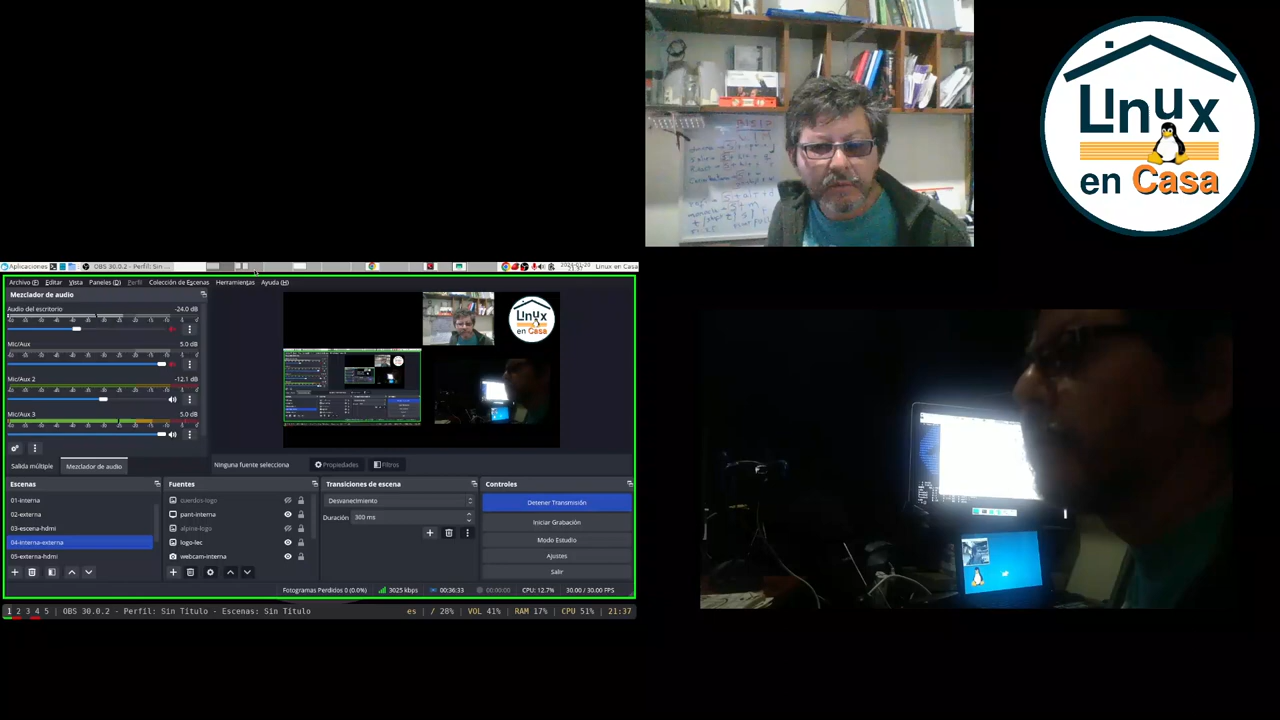 Linux
en Casa
Aplicaciones
OBS 30.0.2 - Perfil: Sin ...
Linux en Casa
Archivo (F) Editar Vista Paneles (D) Perfil Colección de Escenas Herramientas Ayuda (H)
Mezclador de audio
Audio del escritorio -24.0 dB
Mic/Aux 5.0 dB
Mic/Aux 2 -12.1 dB
Mic/Aux 3 5.0 dB
Salida múltiple Mezclador de audio
Ninguna fuente selecciona Propiedades Filtros
Escenas
01-interna
02-externa
03-escena-hdmi
04-interna-externa
05-externa-hdmi
Fuentes
cuerdos-logo
pant-interna
alpina-logo
logo-lec
webcam-interna
Transiciones de escena
Desvanecimiento
Duración 300 ms
Controles
Detener Transmisión
Iniciar Grabación
Modo Estudio
Ajustes
Salir
Fotogramas Perdidos 0 (0.0%) 3025 kbps 00:36:33 00:00:00 CPU: 12.7% 30.00 / 30.00 FPS
1 2 3 4 5 | OBS 30.0.2 - Perfil: Sin Título - Escenas: Sin Título es | / 28% | VOL 41% | RAM 17% | CPU 51% | 21:37